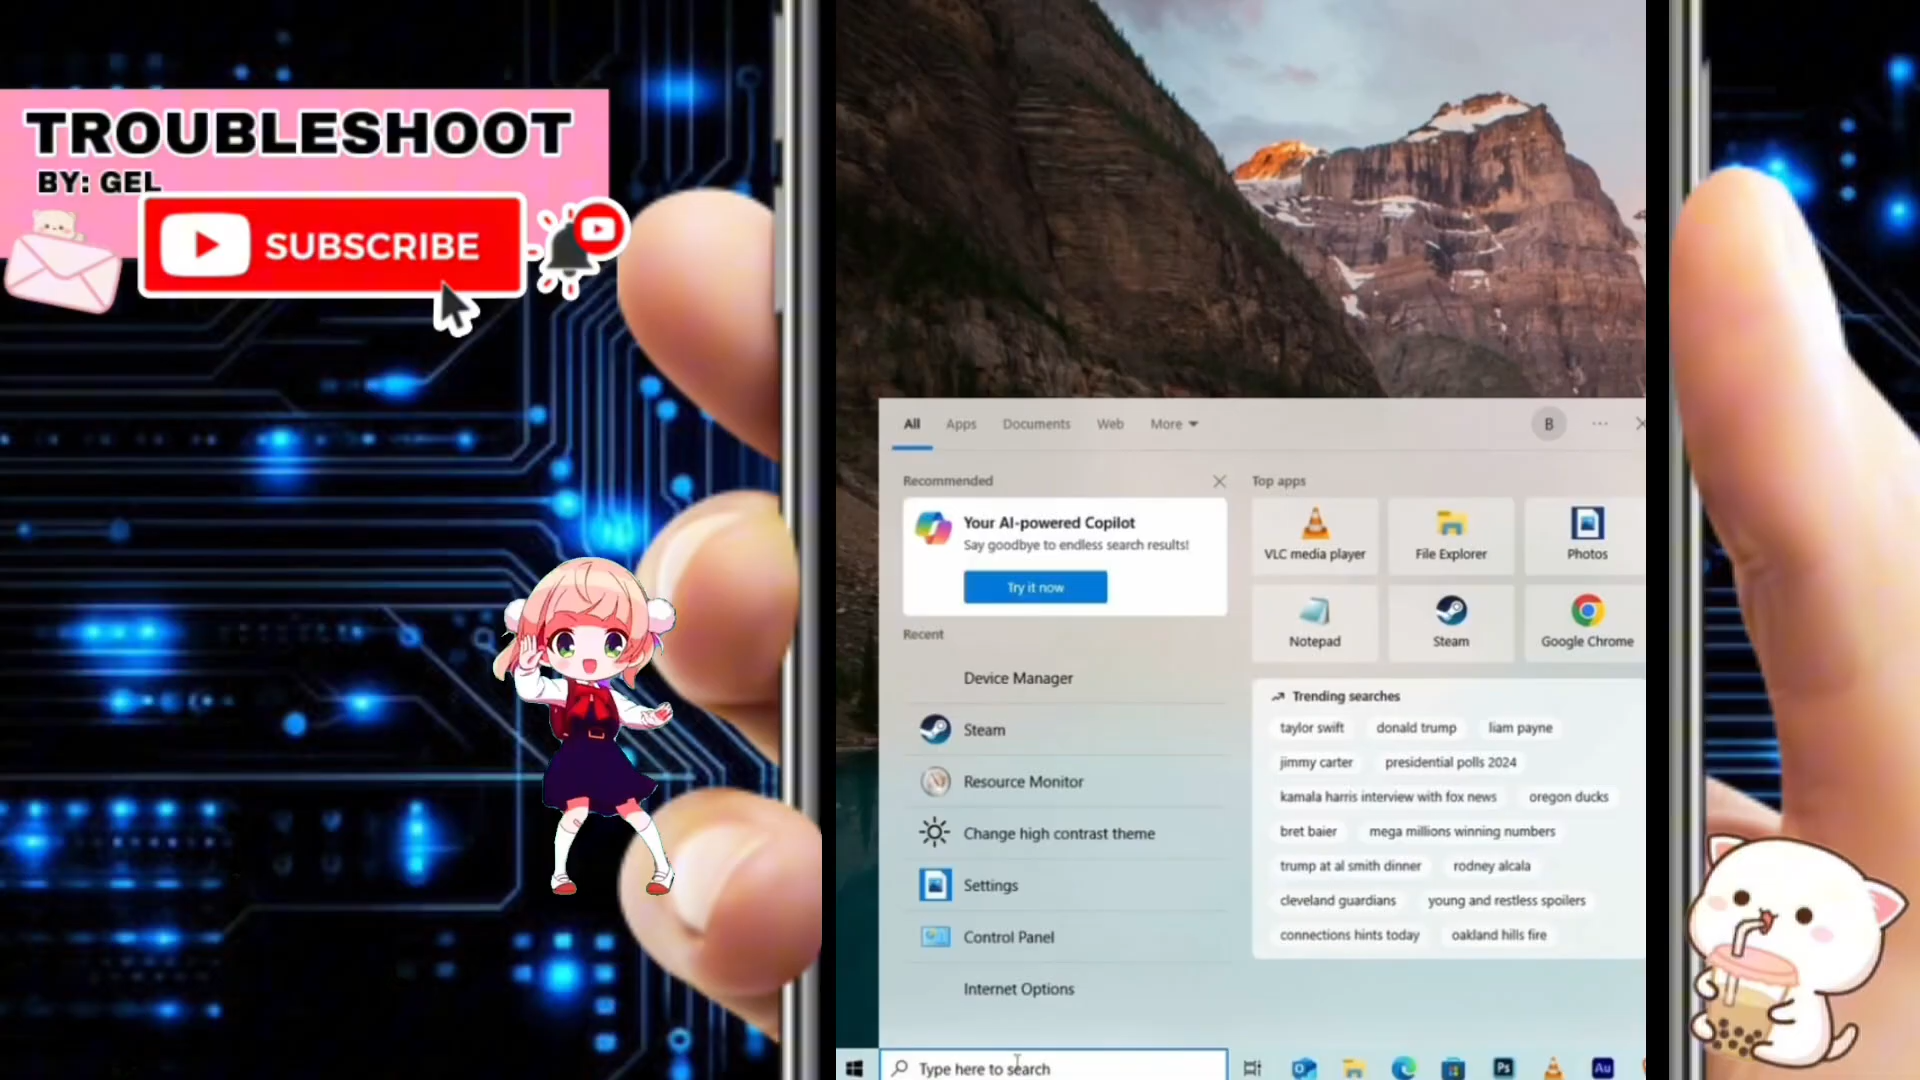 TROUBLESHOOT
BY: GEL
SUBSCRIBE
All Apps Documents Web More B
Recommended
Your AI-powered Copilot
Say goodbye to endless search results!
Try it now
Recent
Device Manager
Steam
Resource Monitor
Change high contrast theme
Settings
Control Panel
Internet Options
Top apps
VLC media player File Explorer Photos
Notepad Steam Google Chrome
Trending searches
taylor swift donald trump liam payne
jimmy carter presidential polls 2024
kamala harris interview with fox news oregon ducks
bret baier mega millions winning numbers
trump at al smith dinner rodney alcala
cleveland guardians young and restless spoilers
connections hints today oakland hills fire
Type here to search
Ps Au